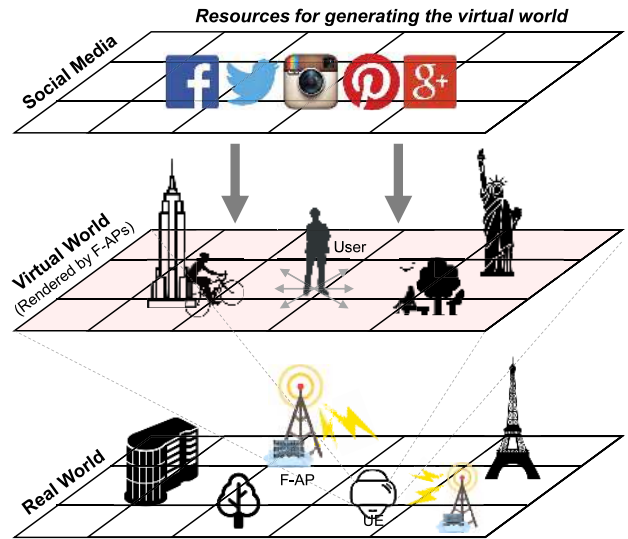 Resources for generating the virtual world
Social Media
f
g+
Virtual World
(Rendered by F-APs)
User
Real World
F-AP
UE